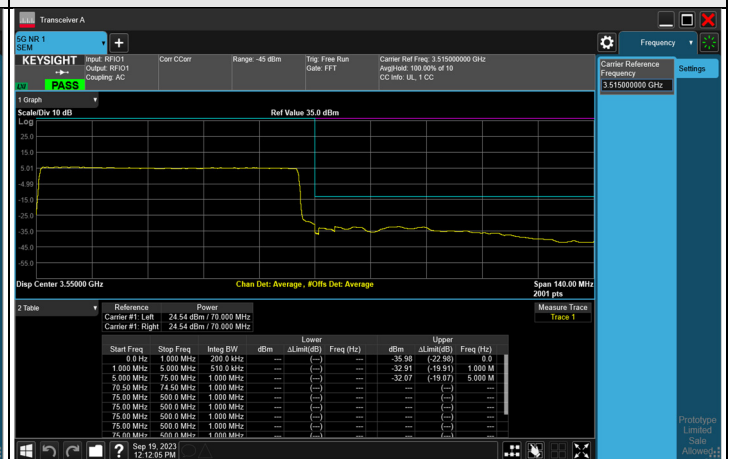 Transceiver A
5G NR 1
SEM
Frequency
KEYSIGHT
Input: RFIO1
Output: RFIO1
Coupling: AC
Corr CCorr
Range: -45 dBm
Trig: Free Run
Gate: FFT
Carrier Ref Freq: 3.515000000 GHz
Avg|Hold: 100.00% of 10
CC Info: UL, 1 CC
LXI
PASS
Carrier Reference
Frequency
3.515000000 GHz
Settings
1 Graph
Scale/Div 10 dB
Ref Value 35.0 dBm
Log
25.0
15.0
5.01
-4.99
-15.0
-25.0
-35.0
-45.0
-55.0
Disp Center 3.55000 GHz
Chan Det: Average , #Offs Det: Average
Span 140.00 MHz
2001 pts
2 Table
Reference Power
Carrier #1: Left 24.54 dBm / 70.000 MHz
Carrier #1: Right 24.54 dBm / 70.000 MHz
Measure Trace
Trace 1
Lower Upper
Start Freq Stop Freq Integ BW dBm ΔLimit(dB) Freq (Hz) dBm ΔLimit(dB) Freq (Hz)
0.0 Hz 1.000 MHz 200.0 kHz --- (---) --- -35.98 (-22.98) 0.0
1.000 MHz 5.000 MHz 510.0 kHz --- (---) --- -32.91 (-19.91) 1.000 M
5.000 MHz 75.00 MHz 1.000 MHz --- (---) --- -32.07 (-19.07) 5.000 M
70.50 MHz 74.50 MHz 1.000 MHz --- (---) --- --- (---) ---
75.00 MHz 500.0 MHz 1.000 MHz --- (---) --- --- (---) ---
75.00 MHz 500.0 MHz 1.000 MHz --- (---) --- --- (---) ---
75.00 MHz 500.0 MHz 1.000 MHz --- (---) --- --- (---) ---
75.00 MHz 500.0 MHz 1.000 MHz --- (---) --- --- (---) ---
75.00 MHz 500.0 MHz 1.000 MHz --- (---) --- --- (---) ---
Prototype
Limited
Sale
Allowed
?
Sep 19, 2023
12:12:05 PM